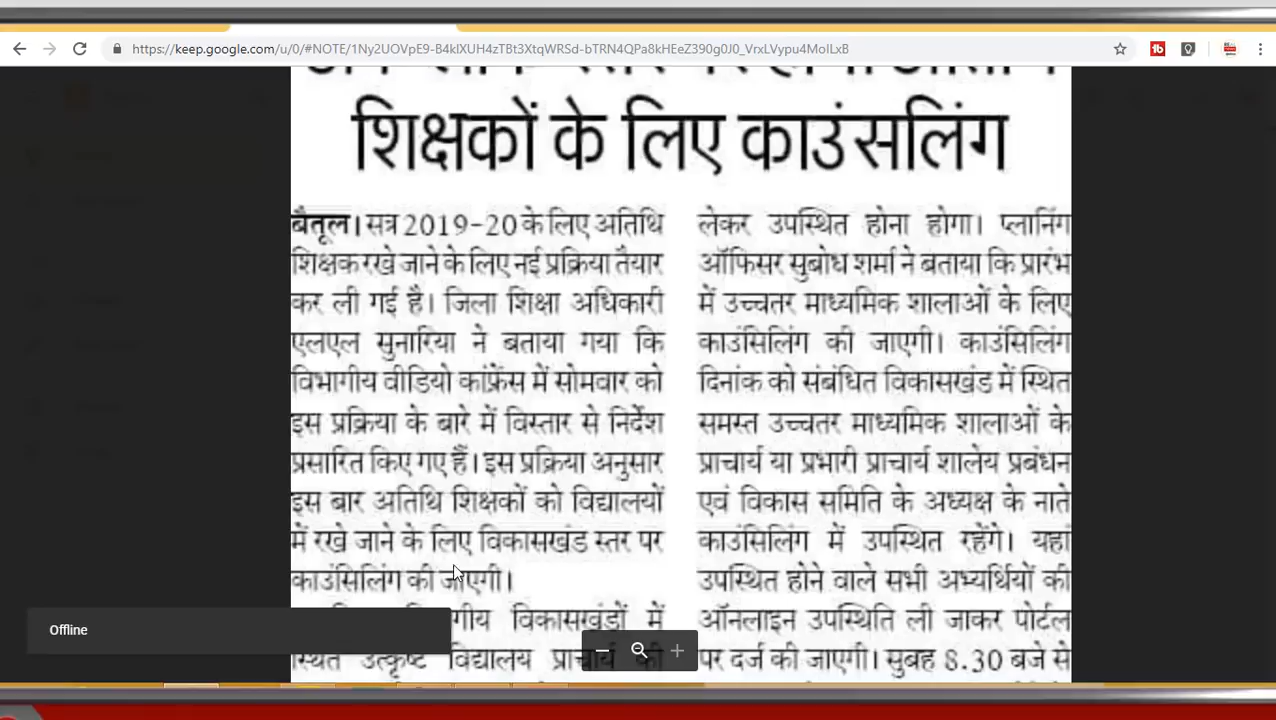 https://keep.google.com/u/0/#NOTE/1Ny2UOVpE9-B4kIXUH4zTBt3XtqWRSd-bTRN4QPa8kHEeZ390g0J0_VrxLVypu4MoILxB
शिक्षकों के लिए काउंसलिंग
बैतूल। सत्र 2019-20 के लिए अतिथि
शिक्षक रखे जाने के लिए नई प्रक्रिया तैयार
कर ली गई है। जिला शिक्षा अधिकारी
एलएल सुनारिया ने बताया गया कि
विभागीय वीडियो कांफ्रेंस में सोमवार को
इस प्रक्रिया के बारे में विस्तार से निर्देश
प्रसारित किए गए हैं। इस प्रक्रिया अनुसार
इस बार अतिथि शिक्षकों को विद्यालयों
में रखे जाने के लिए विकासखंड स्तर पर
काउंसिलिंग की जाएगी।
विकासखंडों में
स्थित उत्कृष्ट विद्यालय प्राचार्य की
लेकर उपस्थित होना होगा। प्लानिंग
ऑफिसर सुबोध शर्मा ने बताया कि प्रारंभ
में उच्चतर माध्यमिक शालाओं के लिए
काउंसिलिंग की जाएगी। काउंसिलिंग
दिनांक को संबंधित विकासखंड में स्थित
समस्त उच्चतर माध्यमिक शालाओं के
प्राचार्य या प्रभारी प्राचार्य शालेय प्रबंधन
एवं विकास समिति के अध्यक्ष के नाते
काउंसिलिंग में उपस्थित रहेंगे। यहां
उपस्थित होने वाले सभी अभ्यर्थियों की
ऑनलाइन उपस्थिति ली जाकर पोर्टल
पर दर्ज की जाएगी। सुबह 8.30 बजे से
Offline